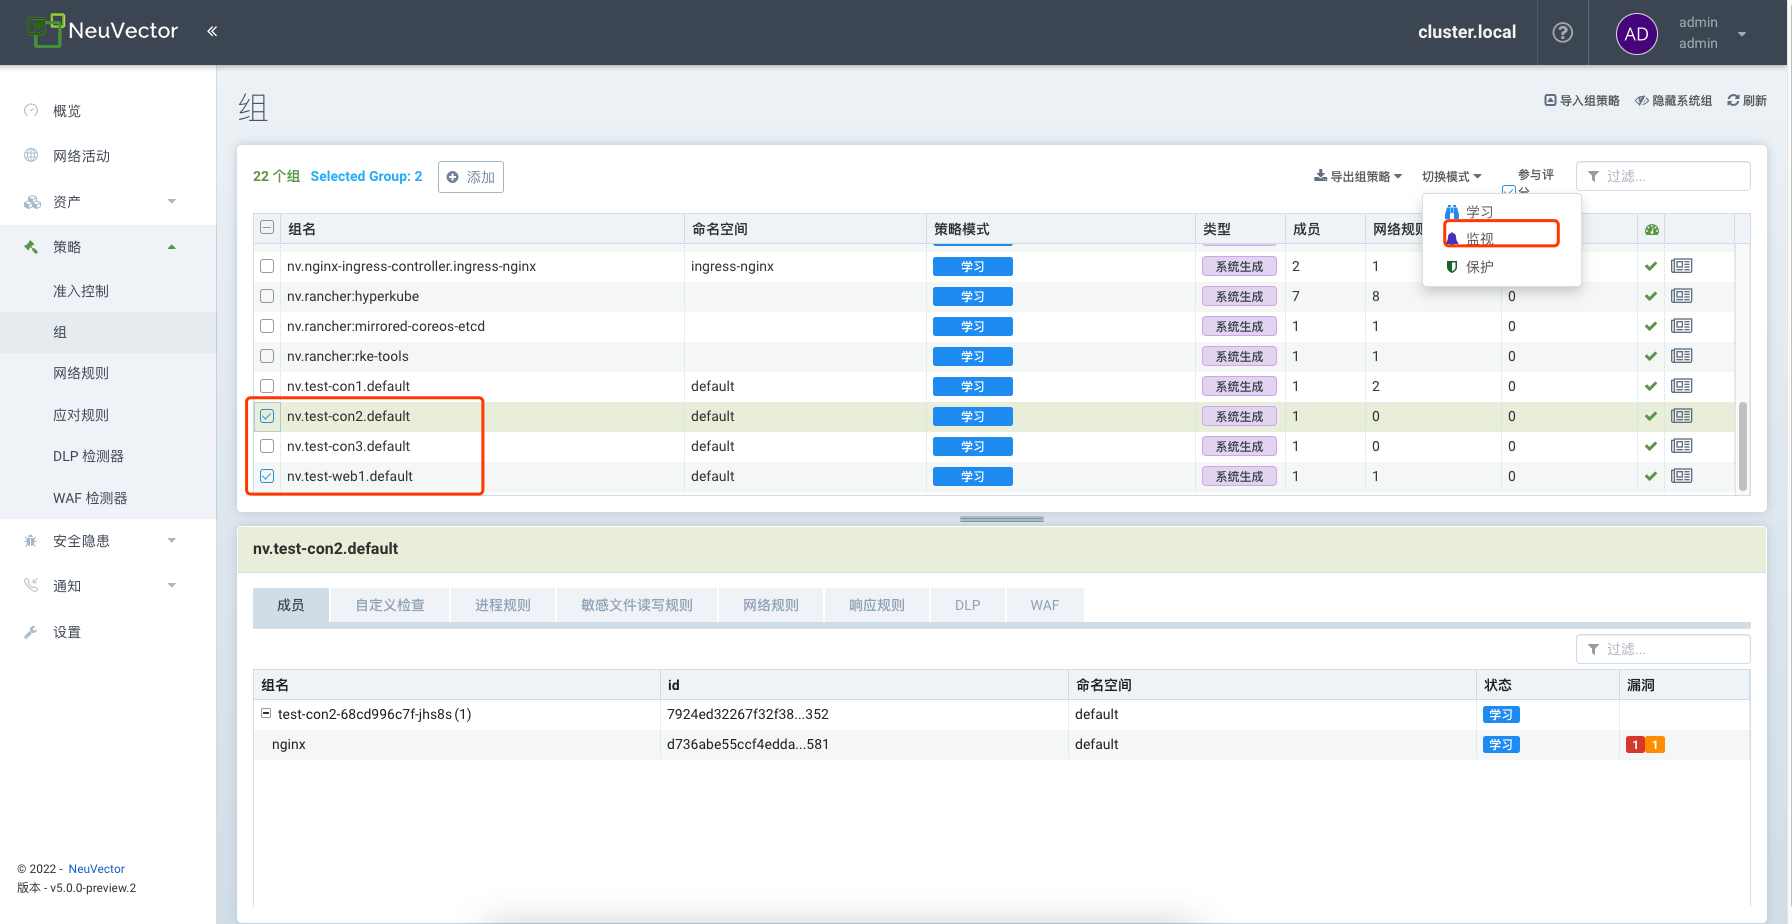 NeuVector
«
cluster.local
AD
admin
admin
概览
网络活动
资产
策略
准入控制
组
网络规则
应对规则
DLP 检测器
WAF 检测器
安全隐患
通知
设置
© 2022 - NeuVector
版本 - v5.0.0-preview.2
组
导入组策略 隐藏系统组 刷新
22 个组 Selected Group: 2 添加
导出组策略 切换模式 参与评分 过滤...
学习
监视
保护
组名 命名空间 策略模式 类型 成员 网络规则
nv.nginx-ingress-controller.ingress-nginx ingress-nginx 学习 系统生成 2 1
nv.rancher:hyperkube 学习 系统生成 7 8 0
nv.rancher:mirrored-coreos-etcd 学习 系统生成 1 1 0
nv.rancher:rke-tools 学习 系统生成 1 1 0
nv.test-con1.default default 学习 系统生成 1 2 0
nv.test-con2.default default 学习 系统生成 1 0 0
nv.test-con3.default default 学习 系统生成 1 0 0
nv.test-web1.default default 学习 系统生成 1 1 0
nv.test-con2.default
成员 自定义检查 进程规则 敏感文件读写规则 网络规则 响应规则 DLP WAF
过滤...
组名 id 命名空间 状态 漏洞
test-con2-68cd996c7f-jhs8s (1) 7924ed32267f32f38...352 default 学习
nginx d736abe55ccf4edda...581 default 学习 1 1